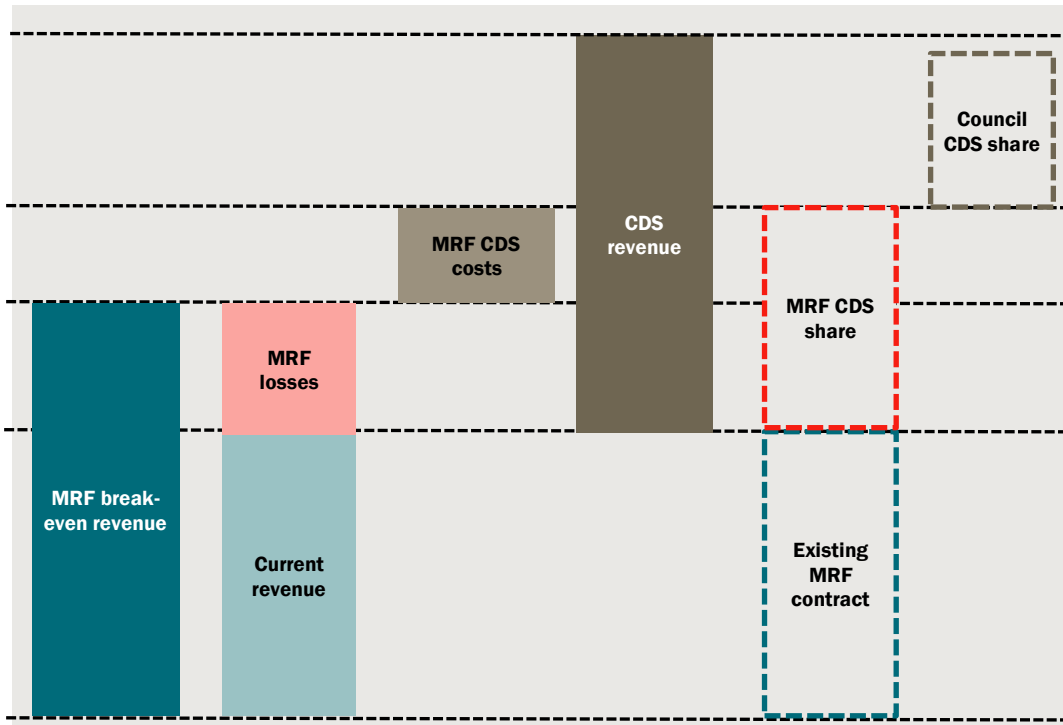 Council
CDS share
MRF CDS
costs
CDS
revenue
MRF CDS
share
MRF
losses
MRF break-
even revenue
Current
revenue
Existing
MRF
contract